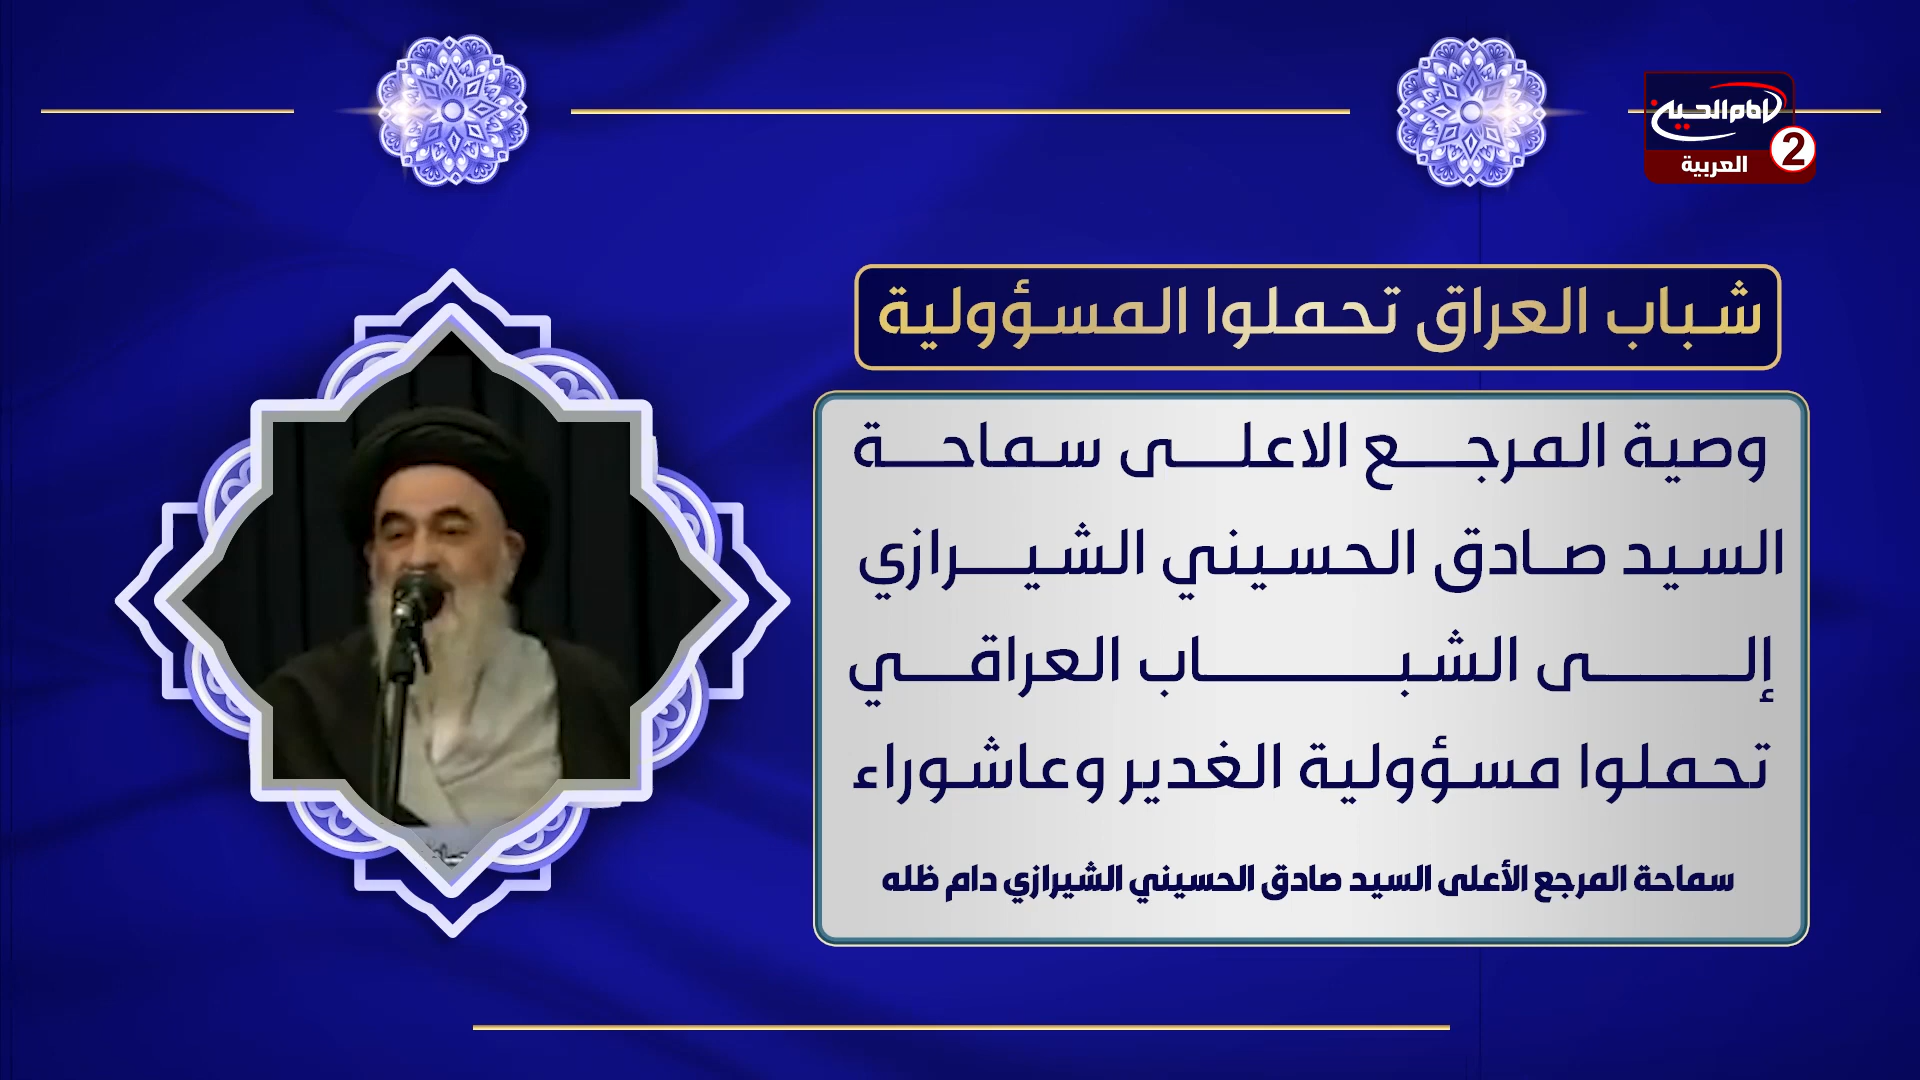 امام الحسين
2
العربية
شباب العراق تحملوا المسؤولية
وصية المرجع الاعلى سماحة
السيد صادق الحسيني الشيرازي
إلى الشباب العراقي
تحملوا مسؤولية الغدير وعاشوراء
سماحة المرجع الأعلى السيد صادق الحسيني الشيرازي دام ظله